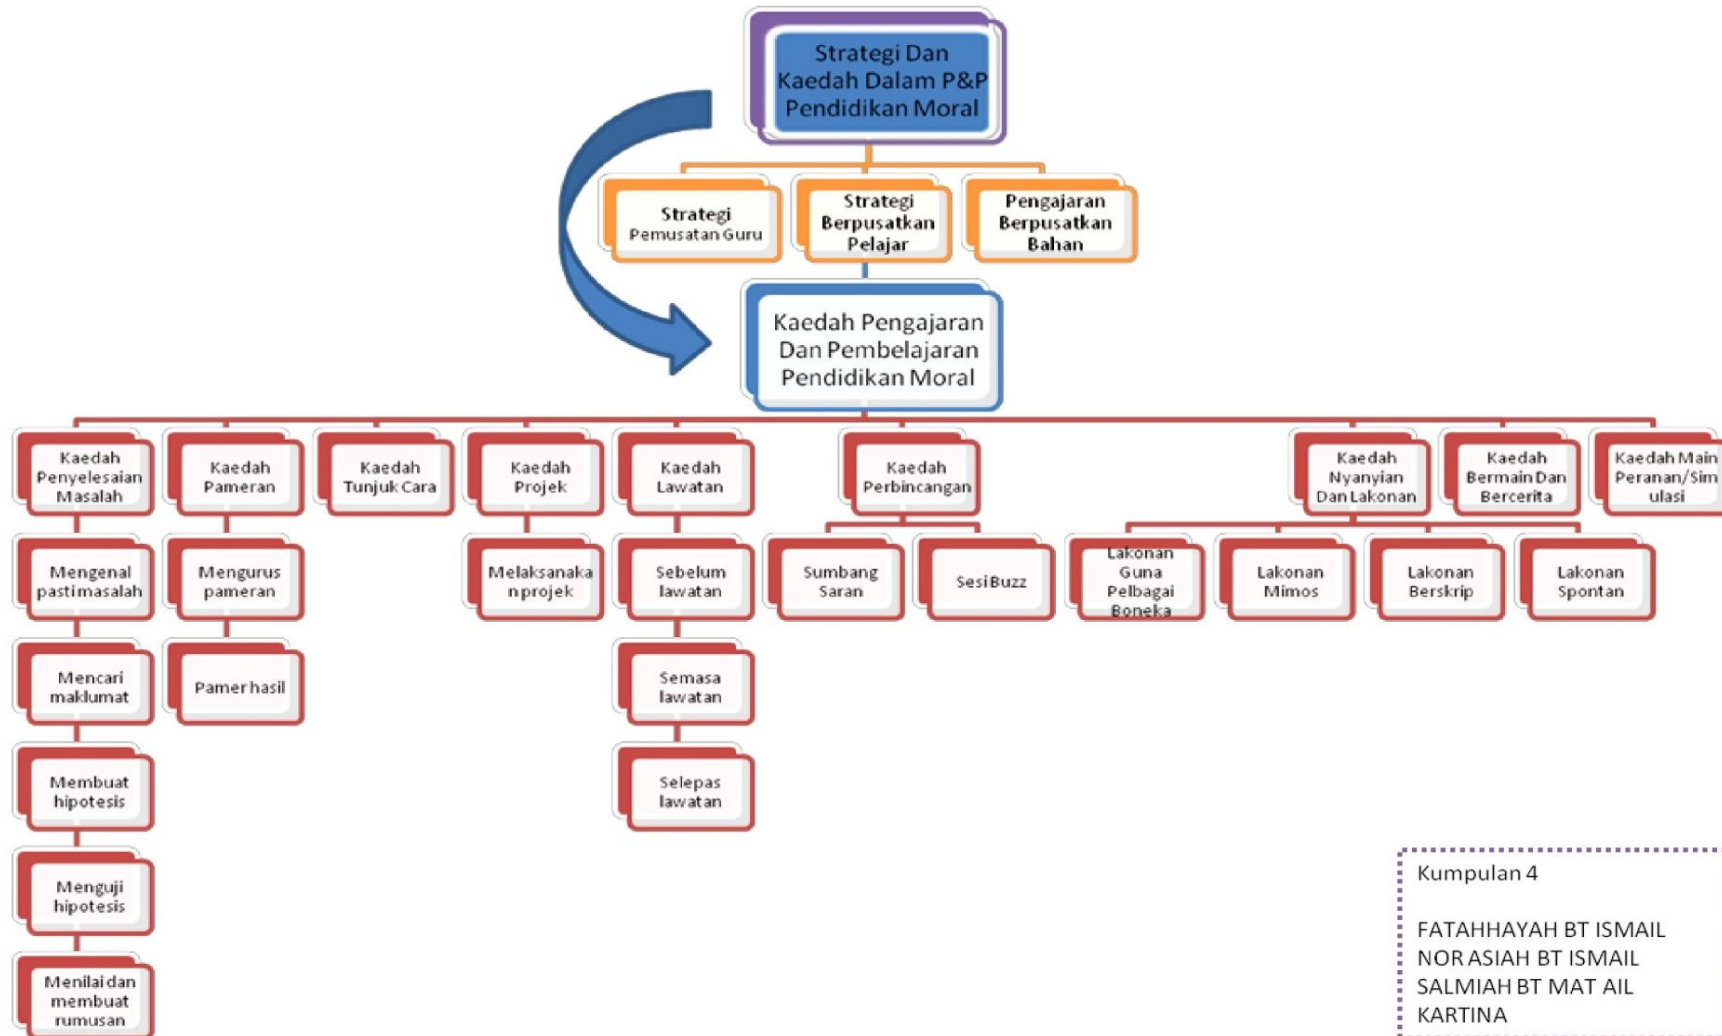 Strategi Dan
Kaedah Dalam P&P
Pendidikan Moral
Strategi
Pemusatan Guru
Strategi
Berpusatkan
Pelajar
Pengajaran
Berpusatkan
Bahan
Kaedah Pengajaran
Dan Pembelajaran
Pendidikan Moral
Kaedah
Penyelesaian
Masalah
Kaedah
Pameran
Kaedah
Tunjuk Cara
Kaedah
Projek
Kaedah
Lawatan
Kaedah
Perbincangan
Kaedah
Nyanyian
Dan Lakonan
Kaedah
Bermain Dan
Bercerita
Kaedah Main
Peranan/Sim
ulasi
Mengenal
pasti masalah
Mengurus
pameran
Melaksanaka
n projek
Sebelum
lawatan
Sumbang
Saran
Sesi Buzz
Lakonan
Guna
Pelbagai
Boneka
Lakonan
Mimos
Lakonan
Berskrip
Lakonan
Spontan
Mencari
maklumat
Pamer hasil
Semasa
lawatan
Membuat
hipotesis
Selepas
lawatan
Menguji
hipotesis
Menilai dan
membuat
rumusan
Kumpulan 4
FATAHHAYAH BT ISMAIL
NOR ASIAH BT ISMAIL
SALMIAH BT MAT AIL
KARTINA